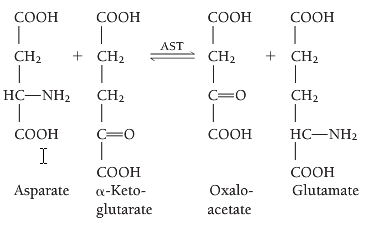 COOH COOH COOH COOH
CH₂ + CH₂ AST CH₂ + CH₂
HC—NH₂ CH₂ C=O CH₂
COOH C=O COOH HC—NH₂
COOH COOH
Asparate α-Keto- Oxalo- Glutamate
glutarate acetate